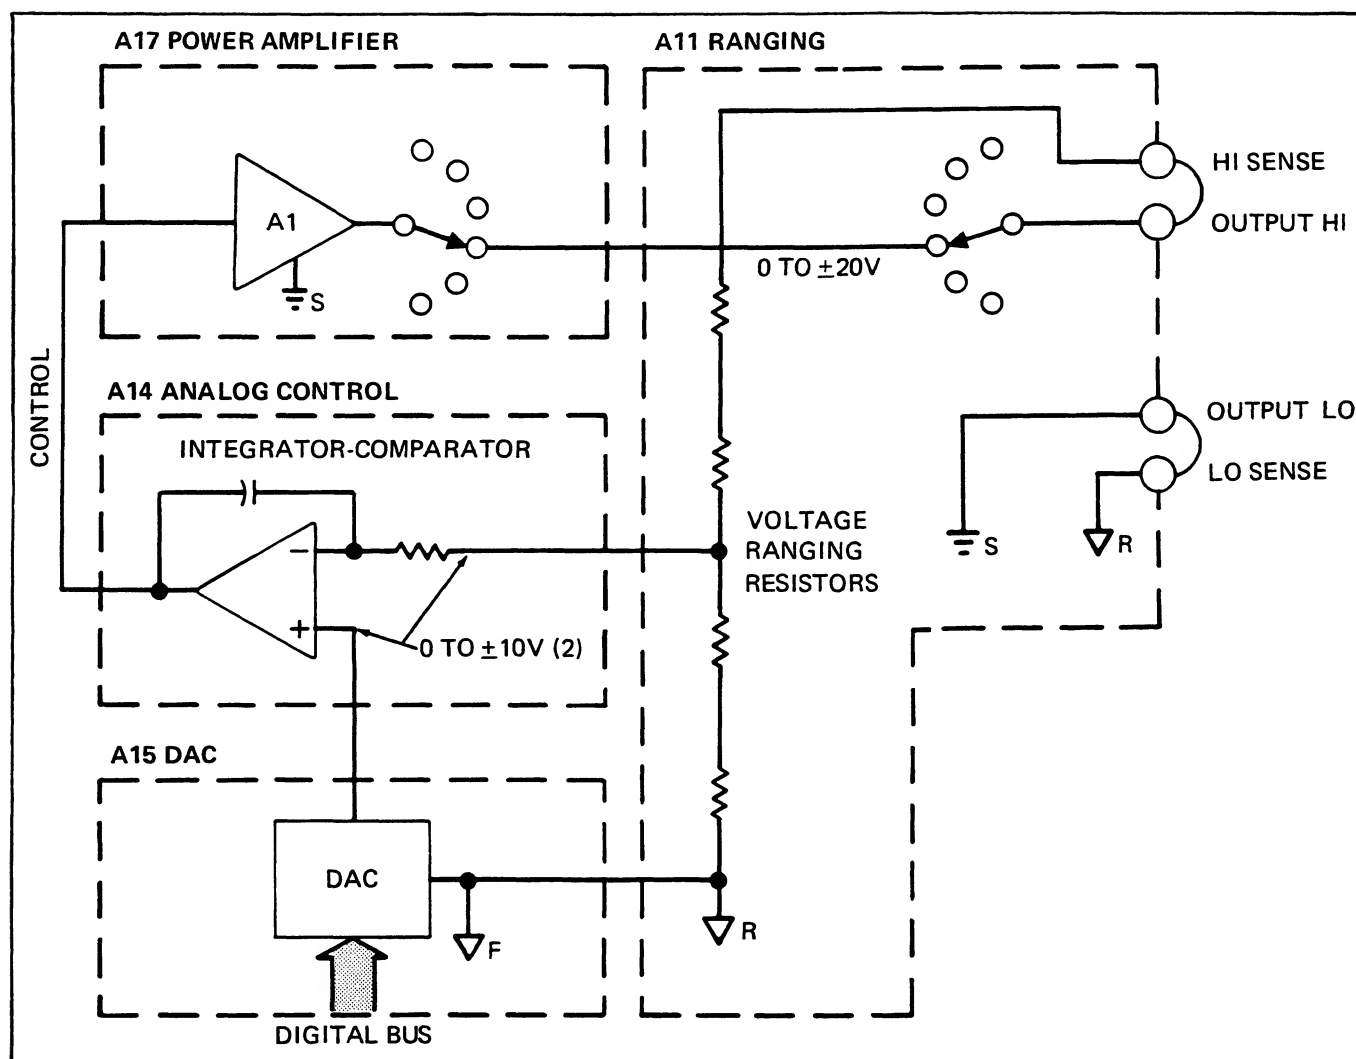 A17 POWER AMPLIFIER
A11 RANGING
A1
S
0 TO ±20V
HI SENSE
OUTPUT HI
CONTROL
A14 ANALOG CONTROL
INTEGRATOR-COMPARATOR
OUTPUT LO
LO SENSE
S
R
VOLTAGE
RANGING
RESISTORS
−
+
0 TO ±10V (2)
A15 DAC
DAC
F
R
DIGITAL BUS